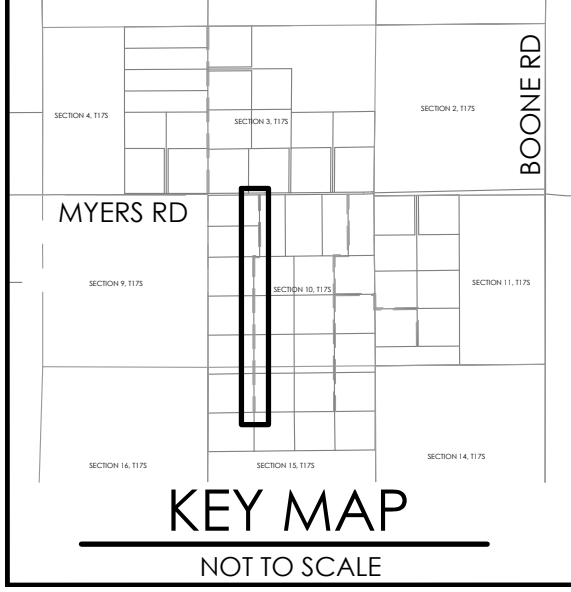 BOONE RD
SECTION 4, T17S
SECTION 3, T17S
SECTION 2, T17S
MYERS RD
SECTION 9, T17S
SECTION 10, T17S
SECTION 11, T17S
SECTION 16, T17S
SECTION 15, T17S
SECTION 14, T17S
KEY MAP
NOT TO SCALE